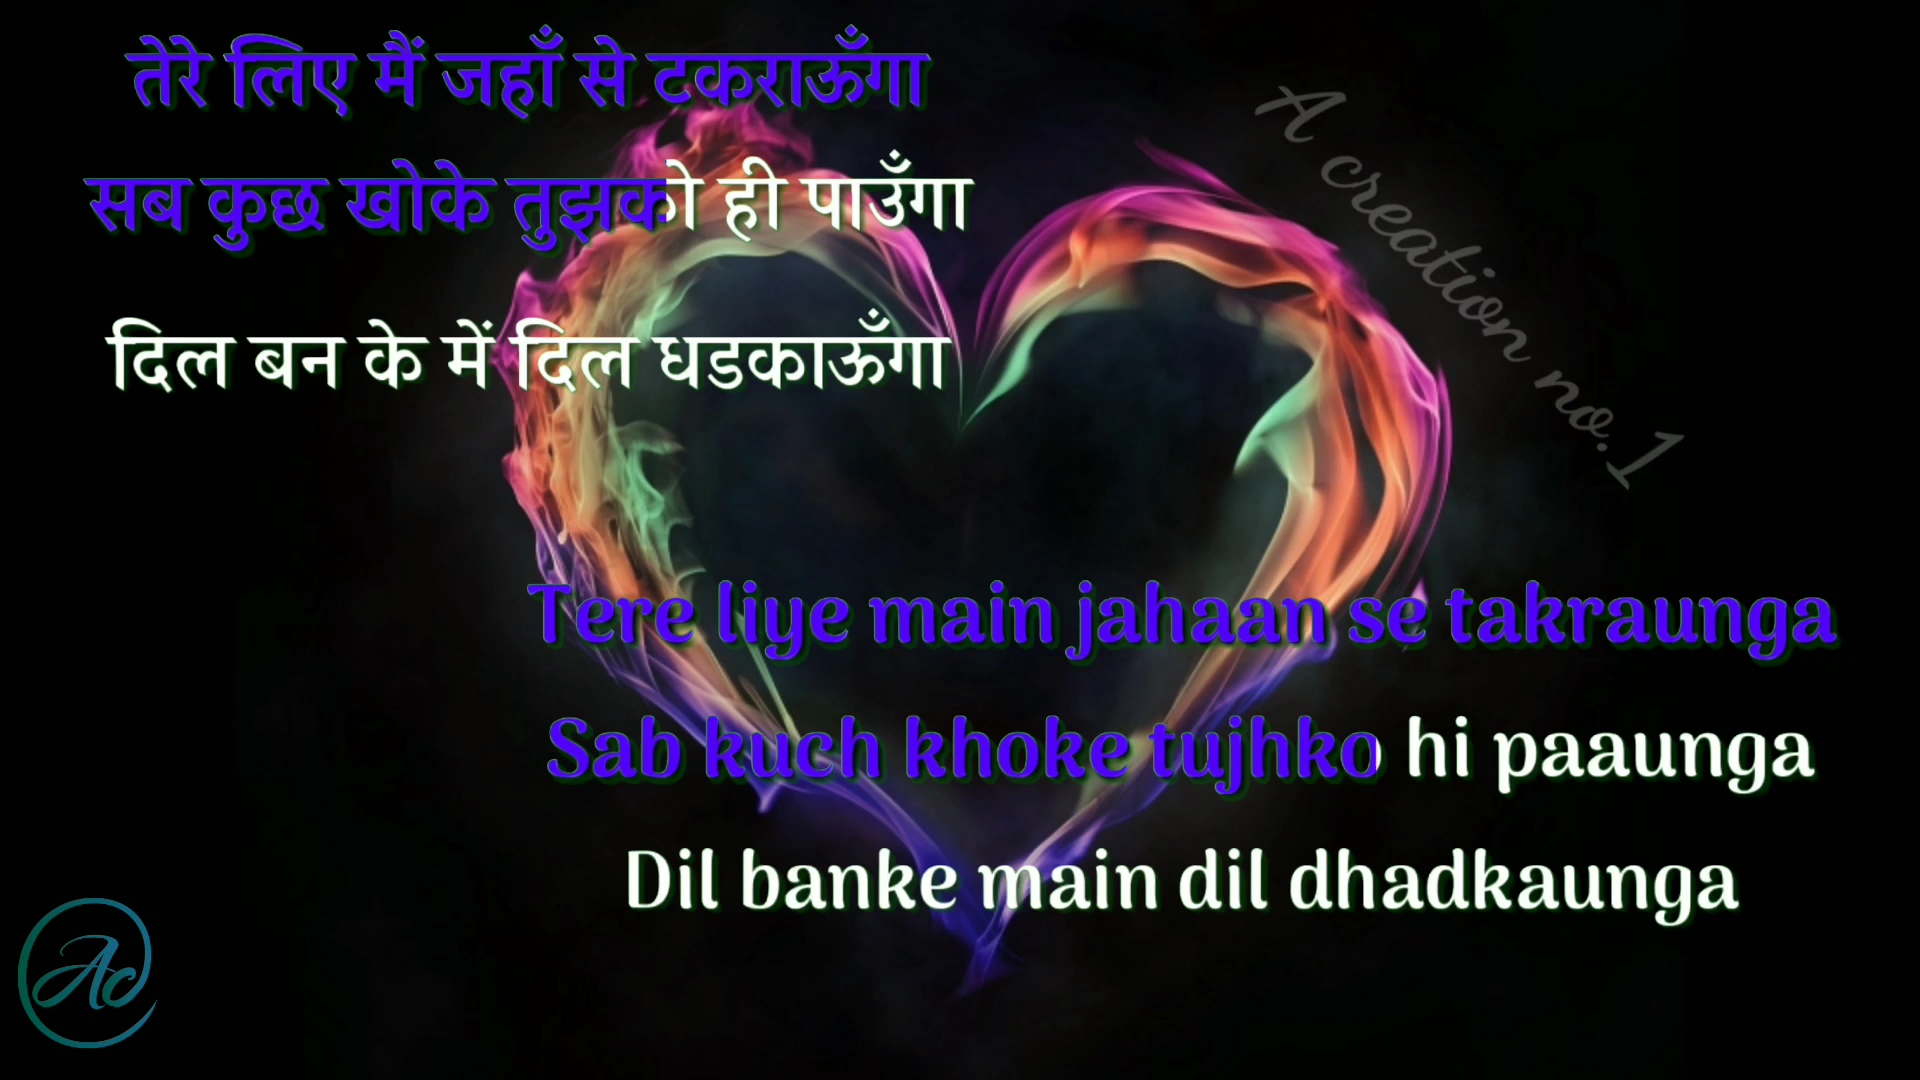 तेरे लिए मैं जहाँ से टकराऊँगा
सब कुछ खोके तुझको ही पाउँगा
दिल बन के में दिल धडकाऊँगा
A creation no.1
Tere liye main jahaan se takraunga
Sab kuch khoke tujhko hi paaunga
Dil banke main dil dhadkaunga
Ac